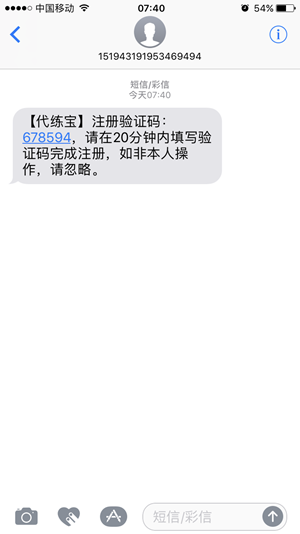 中国移动 07:40 54%
151943191953469494
短信/彩信
今天07:40
【代练宝】注册验证码：
678594，请在20分钟内填写验
证码完成注册，如非本人操
作，请忽略。
短信/彩信